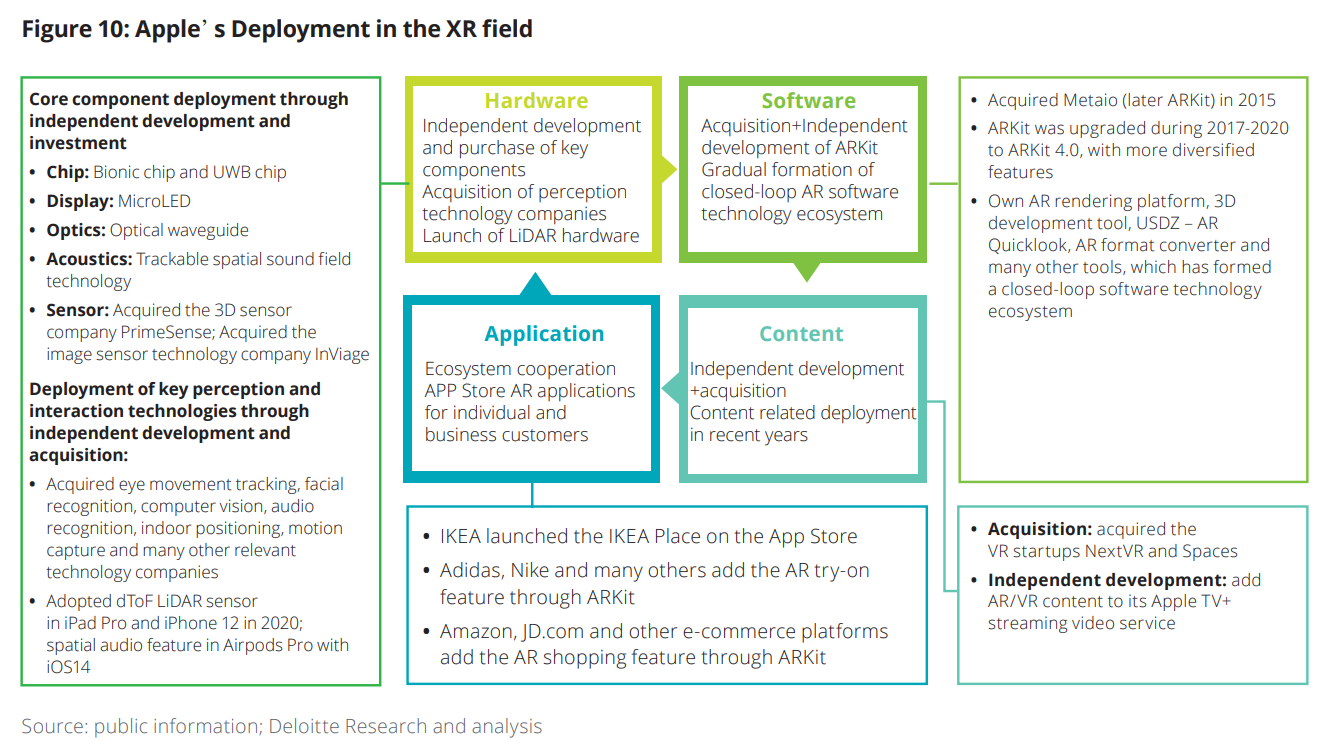 Figure 10: Apple’ s Deployment in the XR field
Core component deployment through
independent development and
investment
• Chip: Bionic chip and UWB chip
• Display: MicroLED
• Optics: Optical waveguide
• Acoustics: Trackable spatial sound field
technology
• Sensor: Acquired the 3D sensor
company PrimeSense; Acquired the
image sensor technology company InViage
Deployment of key perception and
interaction technologies through
independent development and
acquisition:
• Acquired eye movement tracking, facial
recognition, computer vision, audio
recognition, indoor positioning, motion
capture and many other relevant
technology companies
• Adopted dToF LiDAR sensor
in iPad Pro and iPhone 12 in 2020;
spatial audio feature in Airpods Pro with
iOS14
Hardware
Independent development
and purchase of key
components
Acquisition of perception
technology companies
Launch of LiDAR hardware
Software
Acquisition+Independent
development of ARKit
Gradual formation of
closed-loop AR software
technology ecosystem
• Acquired Metaio (later ARKit) in 2015
• ARKit was upgraded during 2017-2020
to ARKit 4.0, with more diversified
features
• Own AR rendering platform, 3D
development tool, USDZ – AR
Quicklook, AR format converter and
many other tools, which has formed
a closed-loop software technology
ecosystem
Application
Ecosystem cooperation
APP Store AR applications
for individual and
business customers
Content
Independent development
+acquisition
Content related deployment
in recent years
• IKEA launched the IKEA Place on the App Store
• Adidas, Nike and many others add the AR try-on
feature through ARKit
• Amazon, JD.com and other e-commerce platforms
add the AR shopping feature through ARKit
• Acquisition: acquired the
VR startups NextVR and Spaces
• Independent development: add
AR/VR content to its Apple TV+
streaming video service
Source: public information; Deloitte Research and analysis